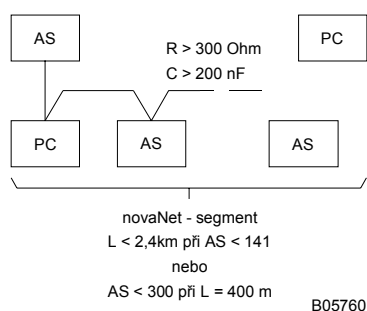 AS
R > 300 Ohm
C > 200 nF
PC
PC
AS
AS
novaNet - segment
L < 2,4km při AS < 141
nebo
AS < 300 při L = 400 m
B05760